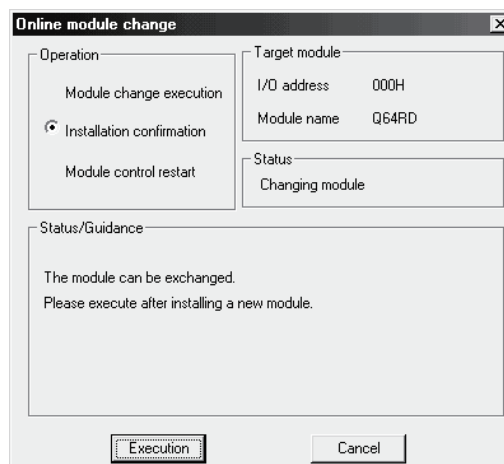 Online module change
Operation
Module change execution
Installation confirmation
Module control restart
Target module
I/O address 000H
Module name Q64RD
Status
Changing module
Status/Guidance
The module can be exchanged.
Please execute after installing a new module.
Execution Cancel